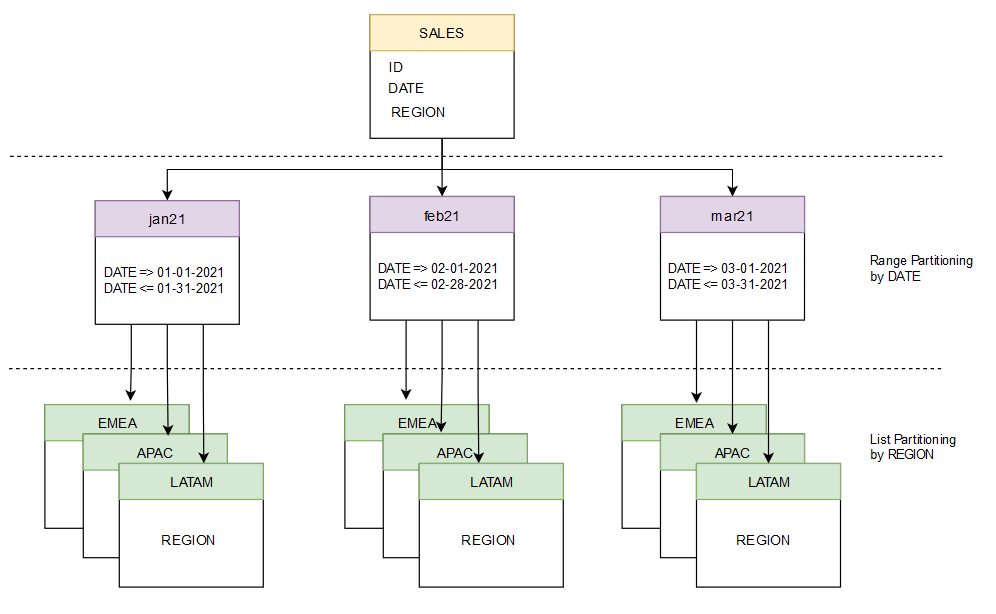 SALES
ID
DATE
REGION
jan21
DATE => 01-01-2021
DATE <= 01-31-2021
feb21
DATE => 02-01-2021
DATE <= 02-28-2021
mar21
DATE => 03-01-2021
DATE <= 03-31-2021
Range Partitioning
by DATE
EMEA
APAC
LATAM
REGION
EMEA
APAC
LATAM
REGION
EMEA
APAC
LATAM
REGION
List Partitioning
by REGION